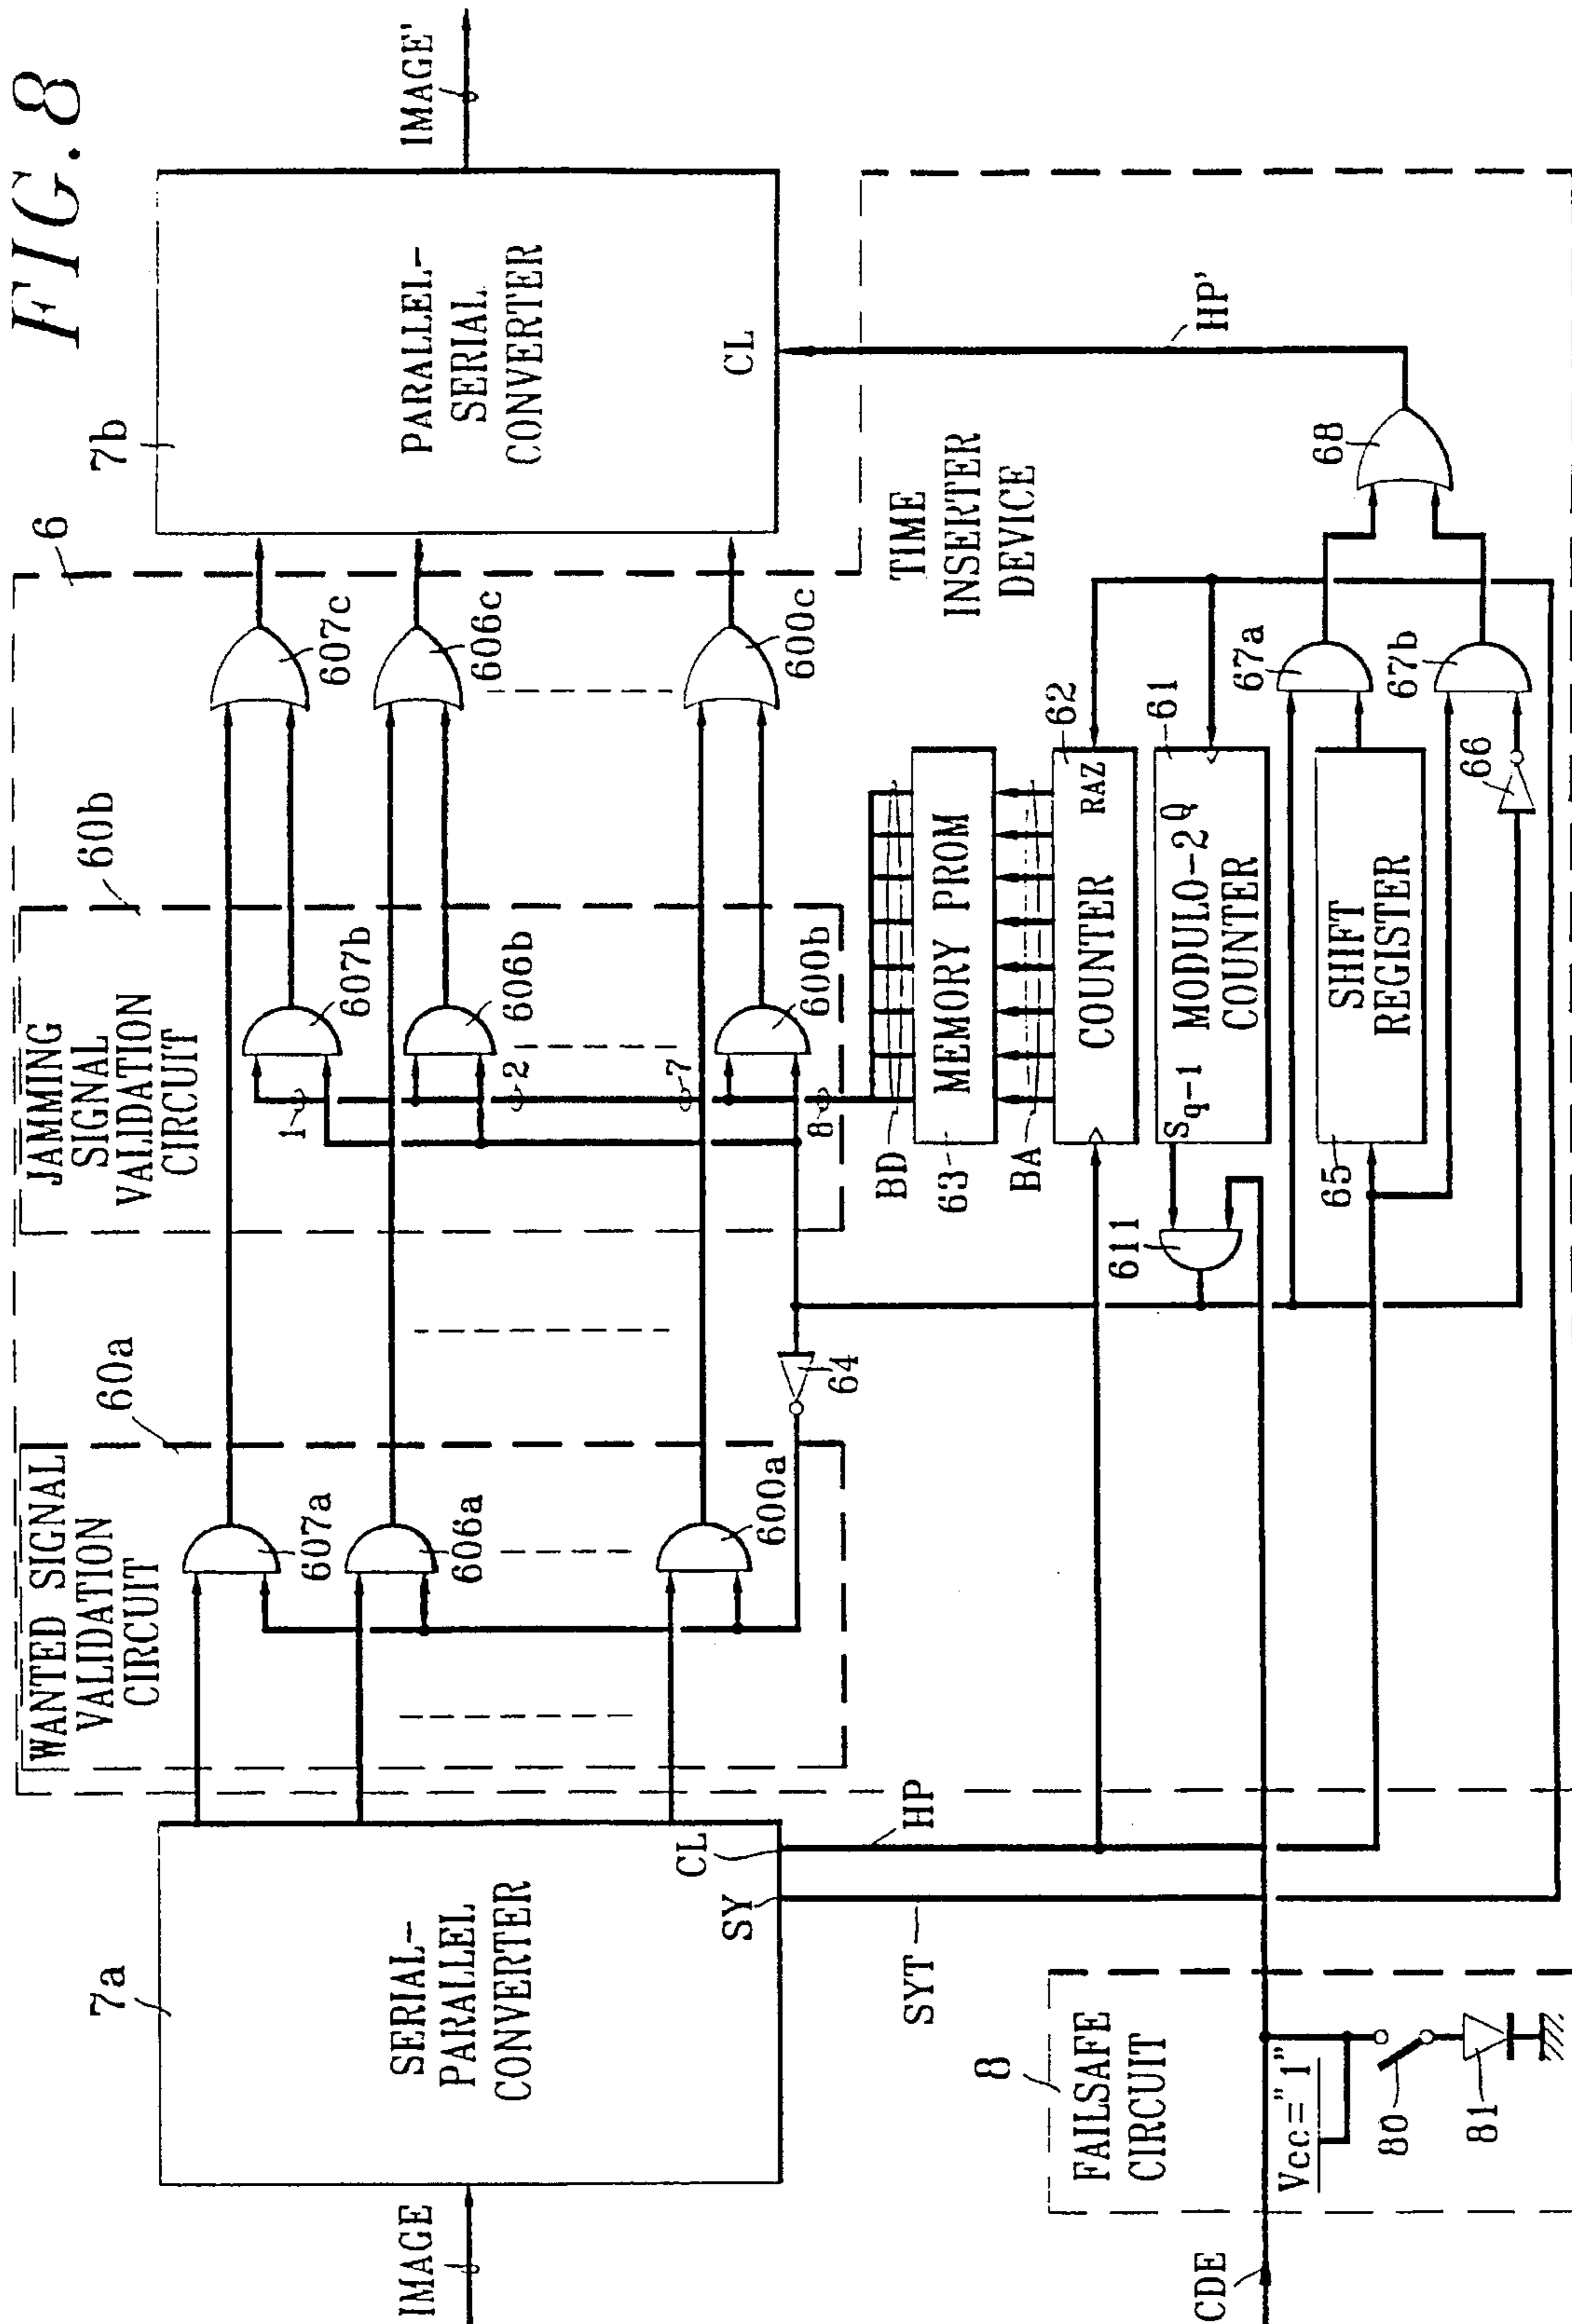 FIG. 8
IMAGE
7a
SERIAL-
PARALLEL
CONVERTER
CL
SY
HP
SYT
WANTED SIGNAL
VALIDATION
CIRCUIT
60a
607a
606a
600a
64
JAMMING
SIGNAL
VALIDATION
CIRCUIT
60b
607b
606b
600b
1
2
7
8
6
607c
606c
600c
7b
PARALLEL-
SERIAL
CONVERTER
CL
IMAGE'
HP'
TIME
INSERTER
DEVICE
BD
63
MEMORY PROM
BA
62
COUNTER
RAZ
61
Sq-1 MODULO-2Q
COUNTER
611
65
SHIFT
REGISTER
67a
67b
66
68
8
FAILSAFE
CIRCUIT
Vcc="1"
80
81
CDE